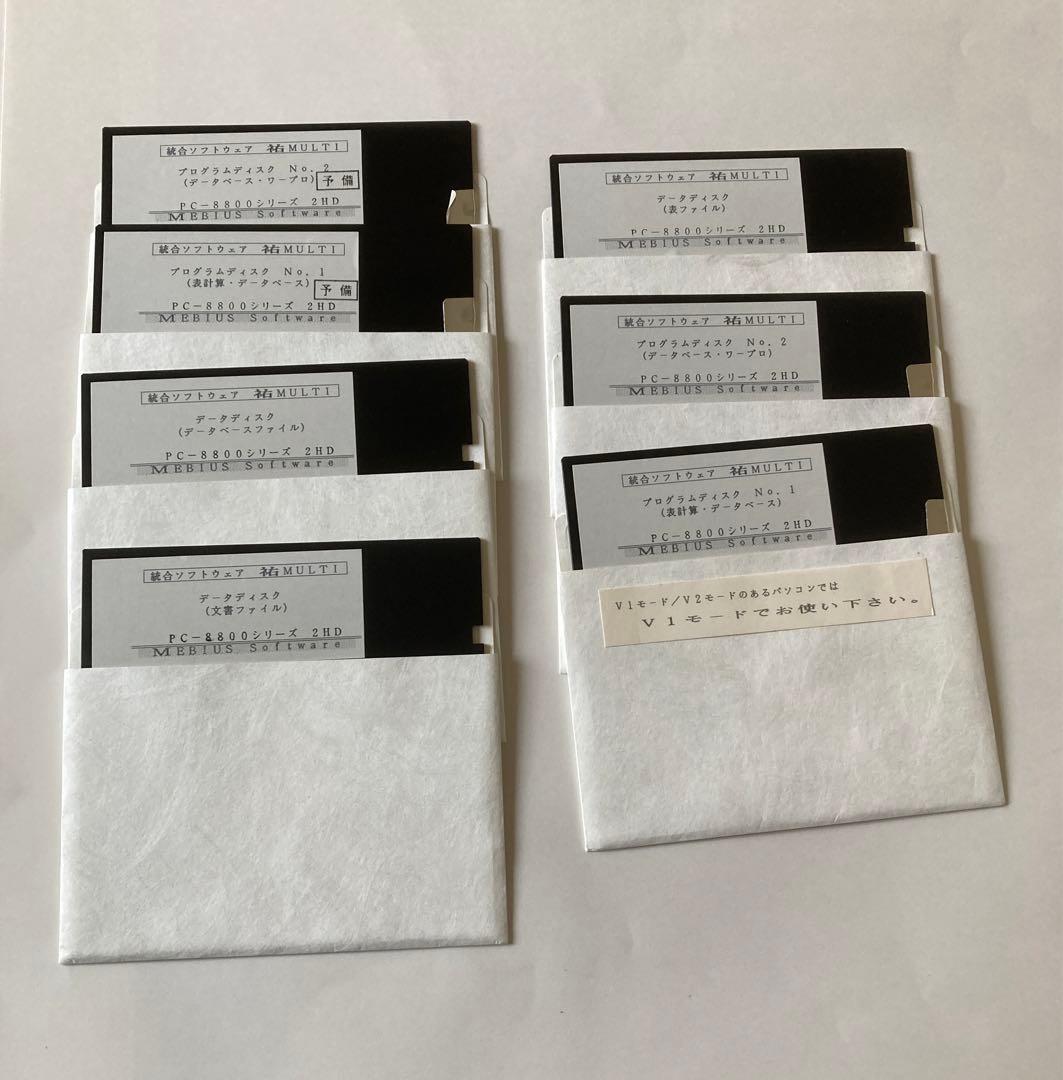 統合ソフトウェア 祐MULTI
プログラムディスク No.2
(データベース・ワープロ) 予備
PC-8800シリーズ 2HD
MEBIUS Software
統合ソフトウェア 祐MULTI
プログラムディスク No.1
(表計算・データベース) 予備
PC-8800シリーズ 2HD
MEBIUS Software
統合ソフトウェア 祐MULTI
データディスク
(データベースファイル)
PC-8800シリーズ 2HD
MEBIUS Software
統合ソフトウェア 祐MULTI
データディスク
(文書ファイル)
PC-8800シリーズ 2HD
MEBIUS Software
統合ソフトウェア 祐MULTI
データディスク
(表ファイル)
PC-8800シリーズ 2HD
MEBIUS Software
統合ソフトウェア 祐MULTI
プログラムディスク No.2
(データベース・ワープロ)
PC-8800シリーズ 2HD
MEBIUS Software
統合ソフトウェア 祐MULTI
プログラムディスク No.1
(表計算・データベース)
PC-8800シリーズ 2HD
MEBIUS Software
V1モード/V2モードのあるパソコンでは
V1モードでお使い下さい。